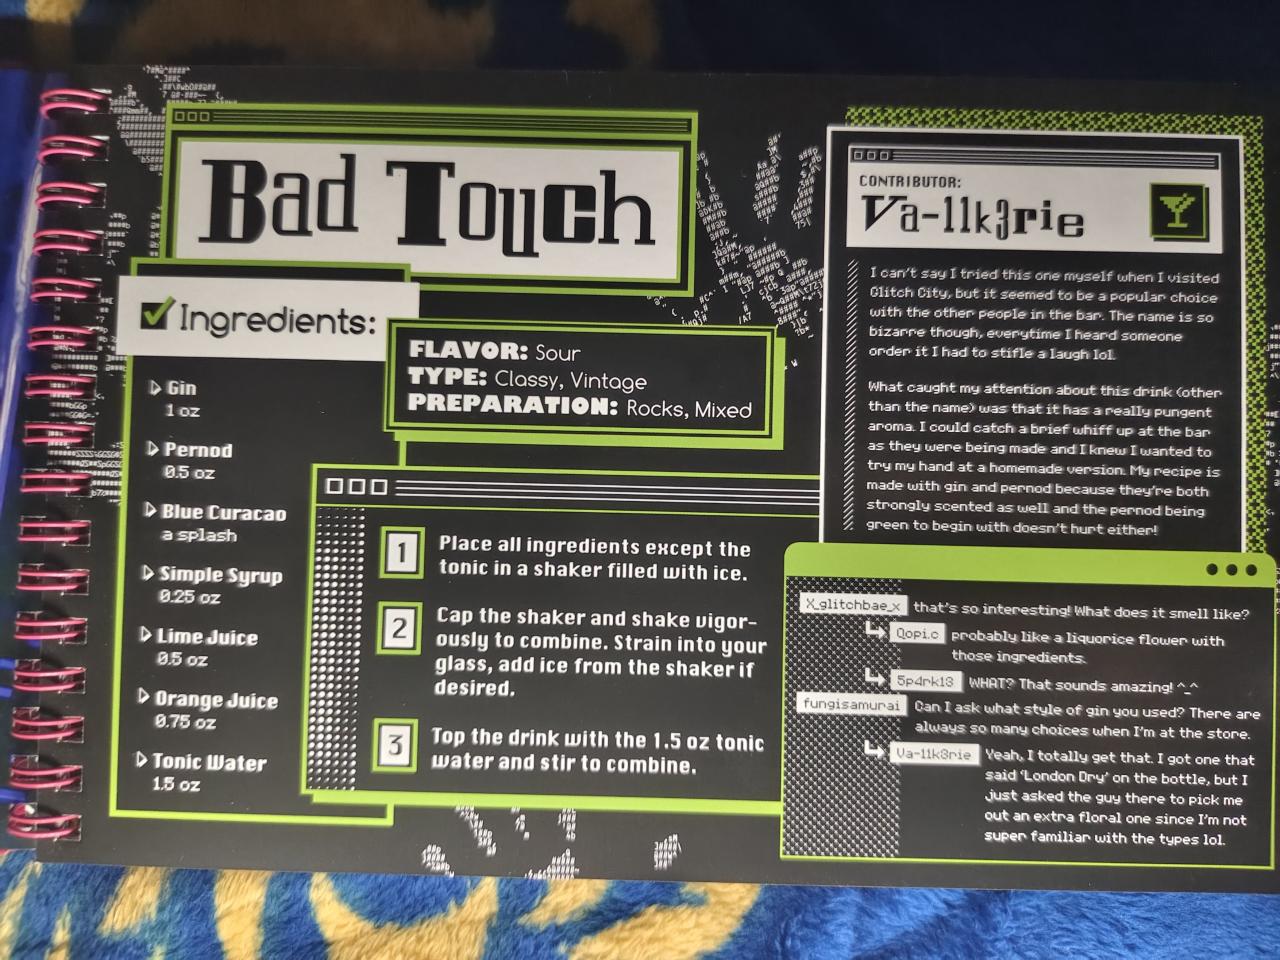 Bad Touch
Ingredients:
Gin
1 oz
Pernod
0.5 oz
Blue Curacao
a splash
Simple Syrup
0.25 oz
Lime Juice
0.5 oz
Orange Juice
0.75 oz
Tonic Water
1.5 oz
FLAVOR: Sour
TYPE: Classy, Vintage
PREPARATION: Rocks, Mixed
1
Place all ingredients except the
tonic in a shaker filled with ice.
2
Cap the shaker and shake vigor-
ously to combine. Strain into your
glass, add ice from the shaker if
desired.
3
Top the drink with the 1.5 oz tonic
water and stir to combine.
CONTRIBUTOR:
Va-11k3rie
I can't say I tried this one myself when I visited
Glitch City, but it seemed to be a popular choice
with the other people in the bar. The name is so
bizarre though, everytime I heard someone
order it I had to stifle a laugh lol.
What caught my attention about this drink (other
than the name) was that it has a really pungent
aroma. I could catch a brief whiff up at the bar
as they were being made and I knew I wanted to
try my hand at a homemade version. My recipe is
made with gin and pernod because they're both
strongly scented as well and the pernod being
green to begin with doesn't hurt either!
X_glitchbae_x that's so interesting! What does it smell like?
Qopi.c probably like a liquorice flower with
those ingredients.
5p4rk13 WHAT? That sounds amazing! ^_^
fungisamurai Can I ask what style of gin you used? There are
always so many choices when I'm at the store.
Va-11k3rie Yeah, I totally get that. I got one that
said 'London Dry' on the bottle, but I
just asked the guy there to pick me
out an extra floral one since I'm not
super familiar with the types lol.